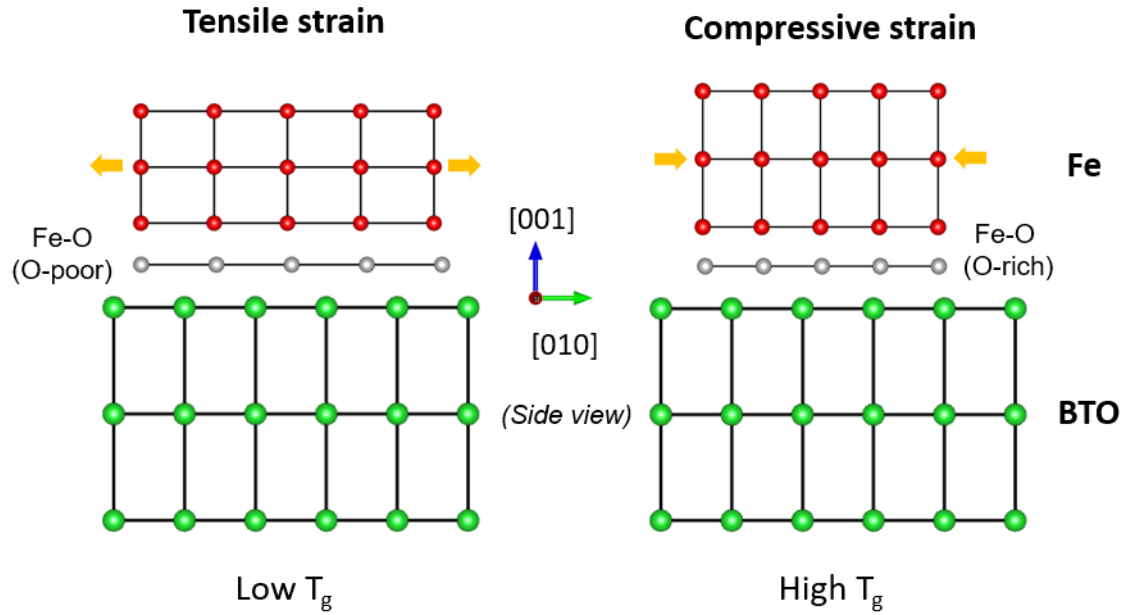 Tensile strain
Compressive strain
Fe
Fe-O
(O-poor)
[001]
Fe-O
(O-rich)
[010]
(Side view)
BTO
Low Tg
High Tg